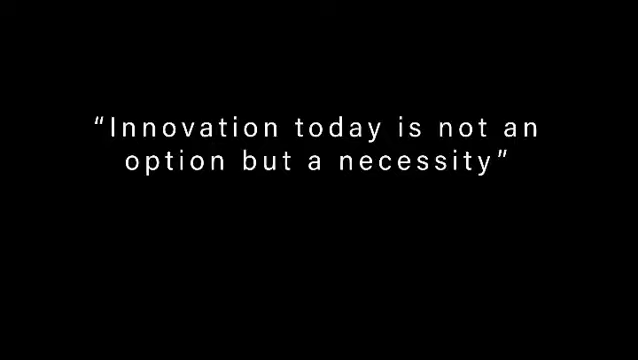 “Innovation today is not an
option but a necessity”